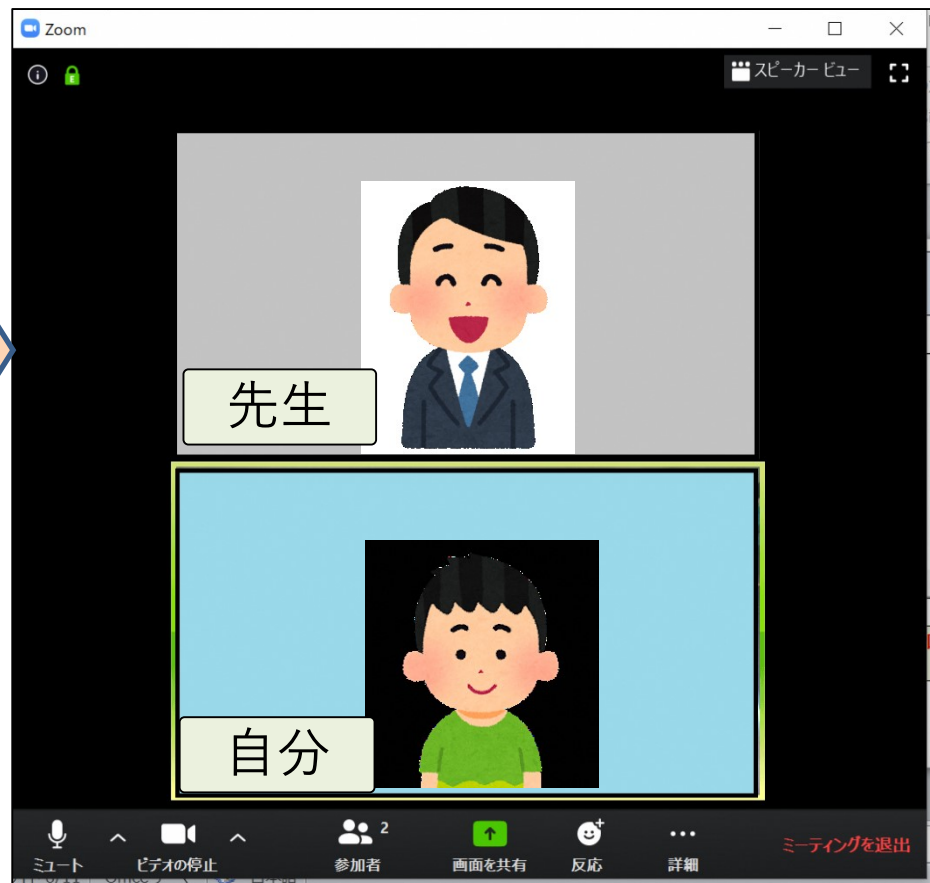 Zoom
スピーカー ビュー
先生
自分
2
ミュート
ビデオの停止
参加者
画面を共有
反応
詳細
ミーティングを退出